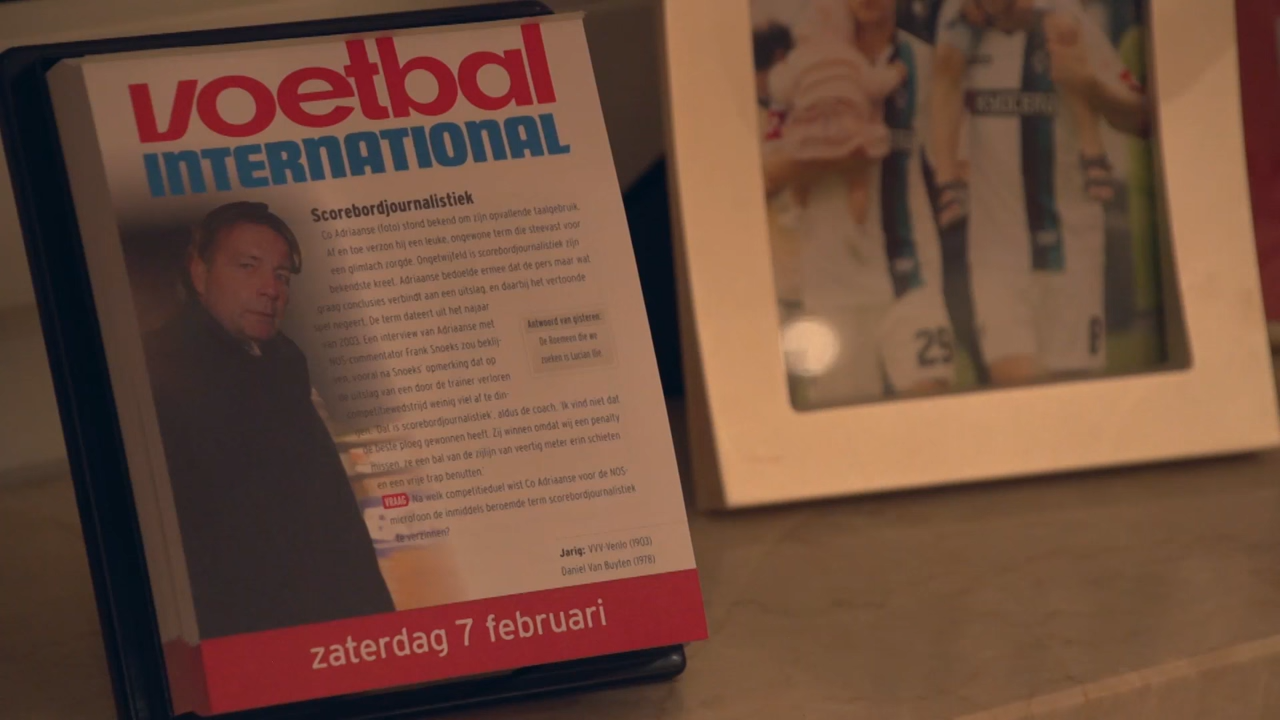 voetbal
INTERNATIONAL
Scorebordjournalistiek
Co Adriaanse (foto) stond bekend om zijn opvallende taalgebruik.
Af en toe verzon hij een leuke, ongewone term die steevast voor
een glimlach zorgde. Ongetwijfeld is scorebordjournalistiek zijn
bekendste kreet. Adriaanse bedoelde ermee dat de pers maar wat
graag conclusies verbindt aan een uitslag, en daarbij het vertoonde
spel negeert. De term dateert uit het najaar
van 2003. Een interview van Adriaanse met
NOS-commentator Frank Snoeks zou beklij-
ven, vooral na Snoeks' opmerking dat op
de uitslag van een door de trainer verloren
competitiewedstrijd weinig viel af te din-
gen. 'Dat is scorebordjournalistiek', aldus de coach. 'Ik vind niet dat
de beste ploeg gewonnen heeft. Zij winnen omdat wij een penalty
missen, ze een bal van de zijlijn van veertig meter erin schieten
en een vrije trap benutten.
VRAAG Na welk competitieduel wist Co Adriaanse voor de NOS-
microfoon de inmiddels beroemde term scorebordjournalistiek
te verzinnen?
Antwoord van gisteren:
De Roemeen die we
zoeken is Lucian
Jarig: VVV-Venlo (1903)
Daniel Van Buyten (1978)
zaterdag 7 februari
29
8